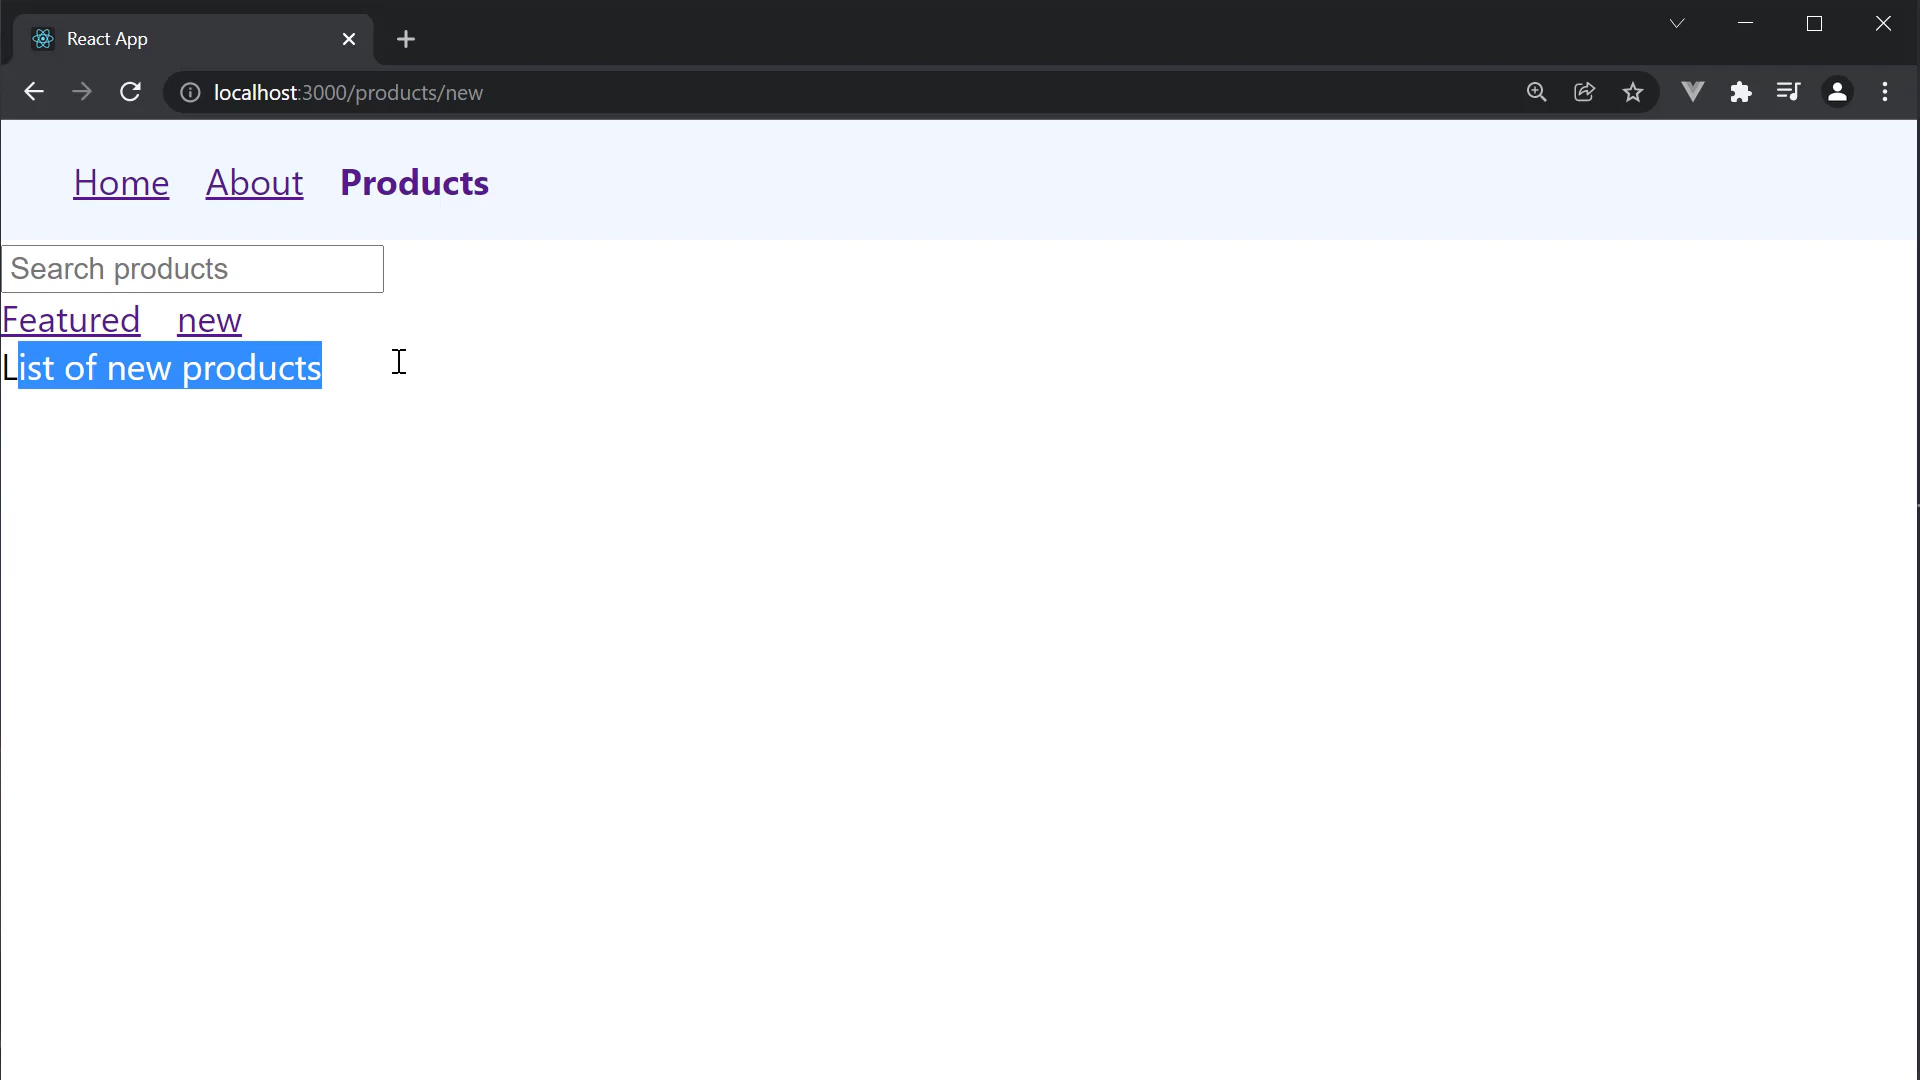 React App
localhost:3000/products/new
Home About Products
Search products
Featured new
List of new products